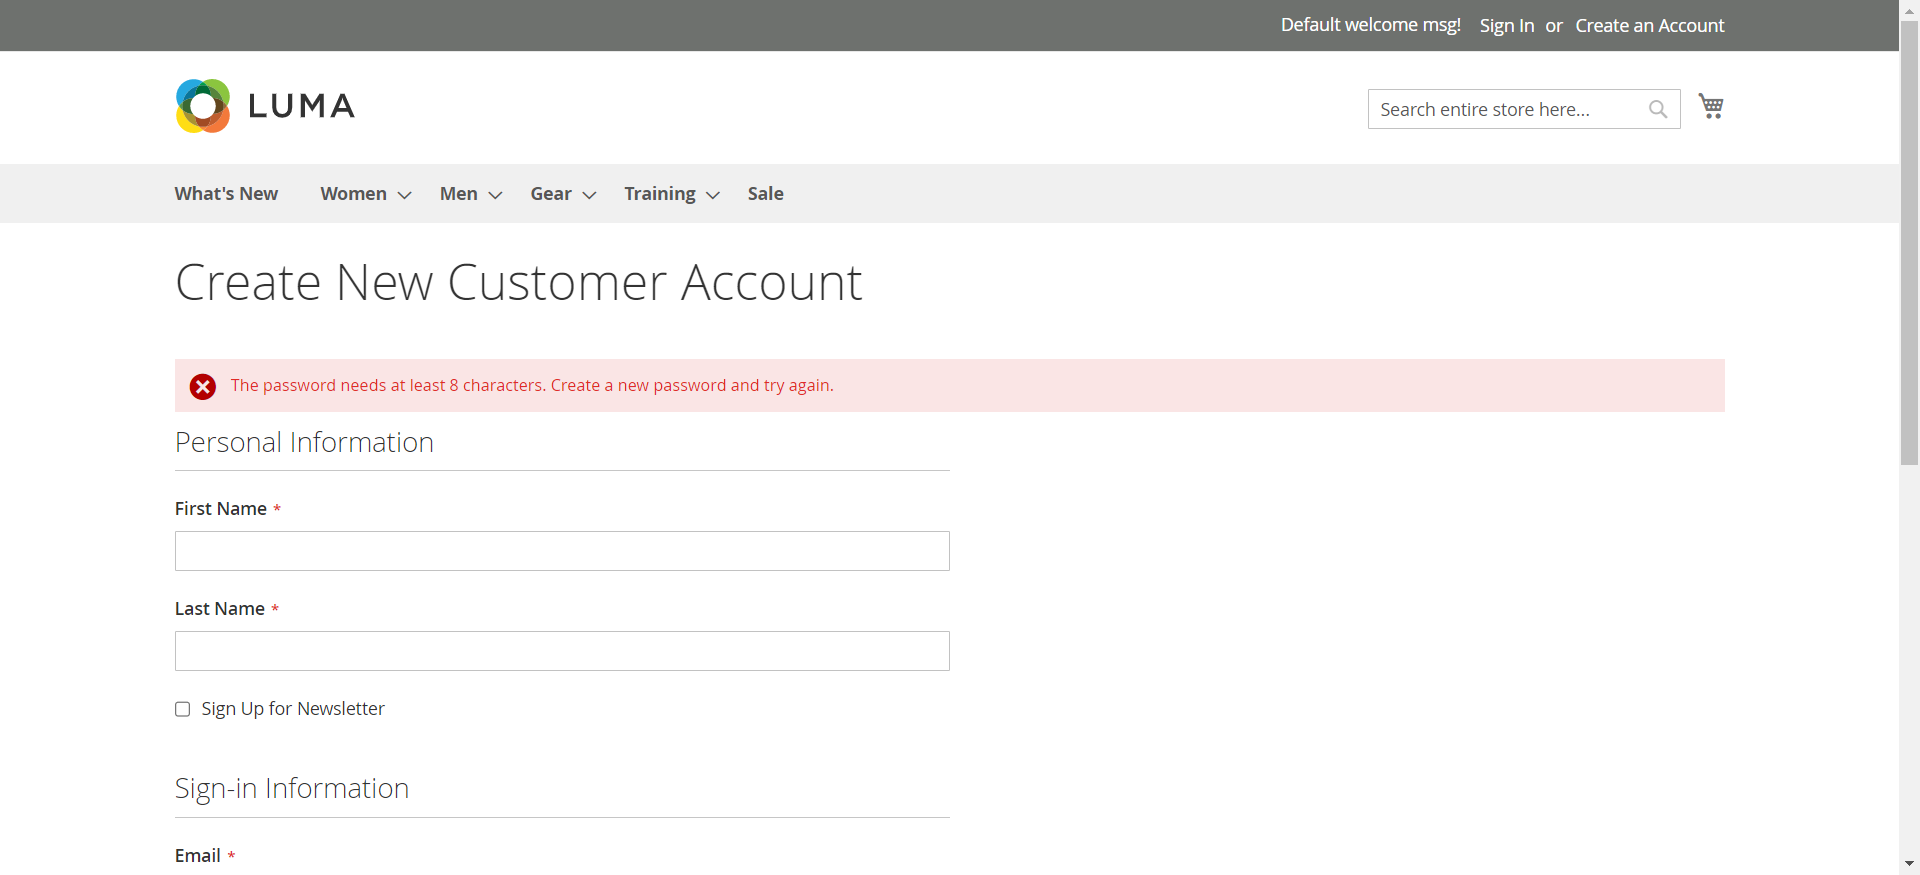 Default welcome msg! Sign In or Create an Account
LUMA
Search entire store here...
What's New Women Men Gear Training Sale
Create New Customer Account
The password needs at least 8 characters. Create a new password and try again.
Personal Information
First Name *
Last Name *
Sign Up for Newsletter
Sign-in Information
Email *